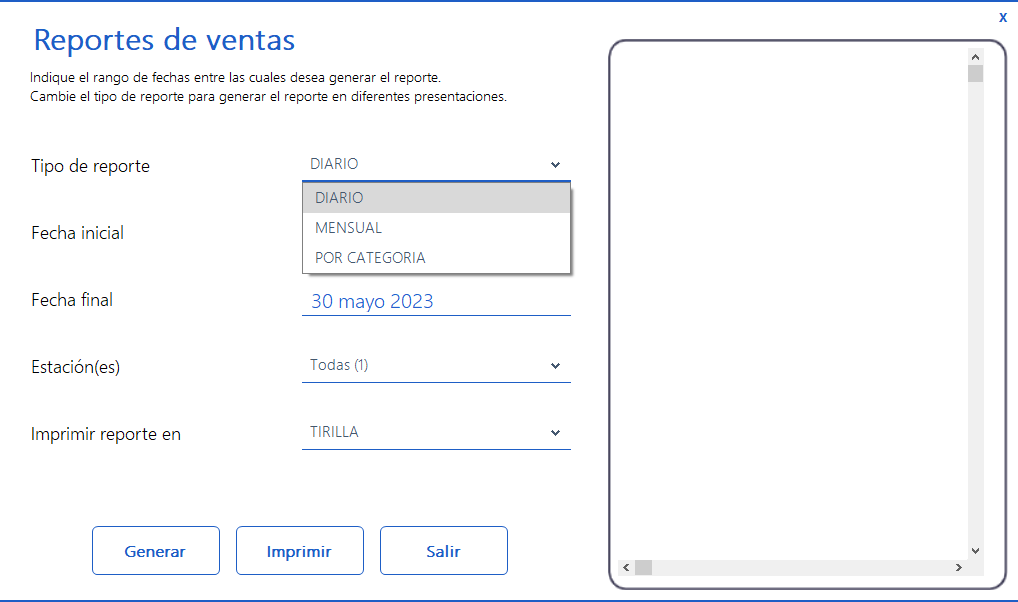 x
Reportes de ventas
Indique el rango de fechas entre las cuales desea generar el reporte.
Cambie el tipo de reporte para generar el reporte en diferentes presentaciones.
Tipo de reporte
DIARIO
DIARIO
MENSUAL
POR CATEGORIA
Fecha inicial
Fecha final
30 mayo 2023
Estación(es)
Todas (1)
Imprimir reporte en
TIRILLA
Generar
Imprimir
Salir